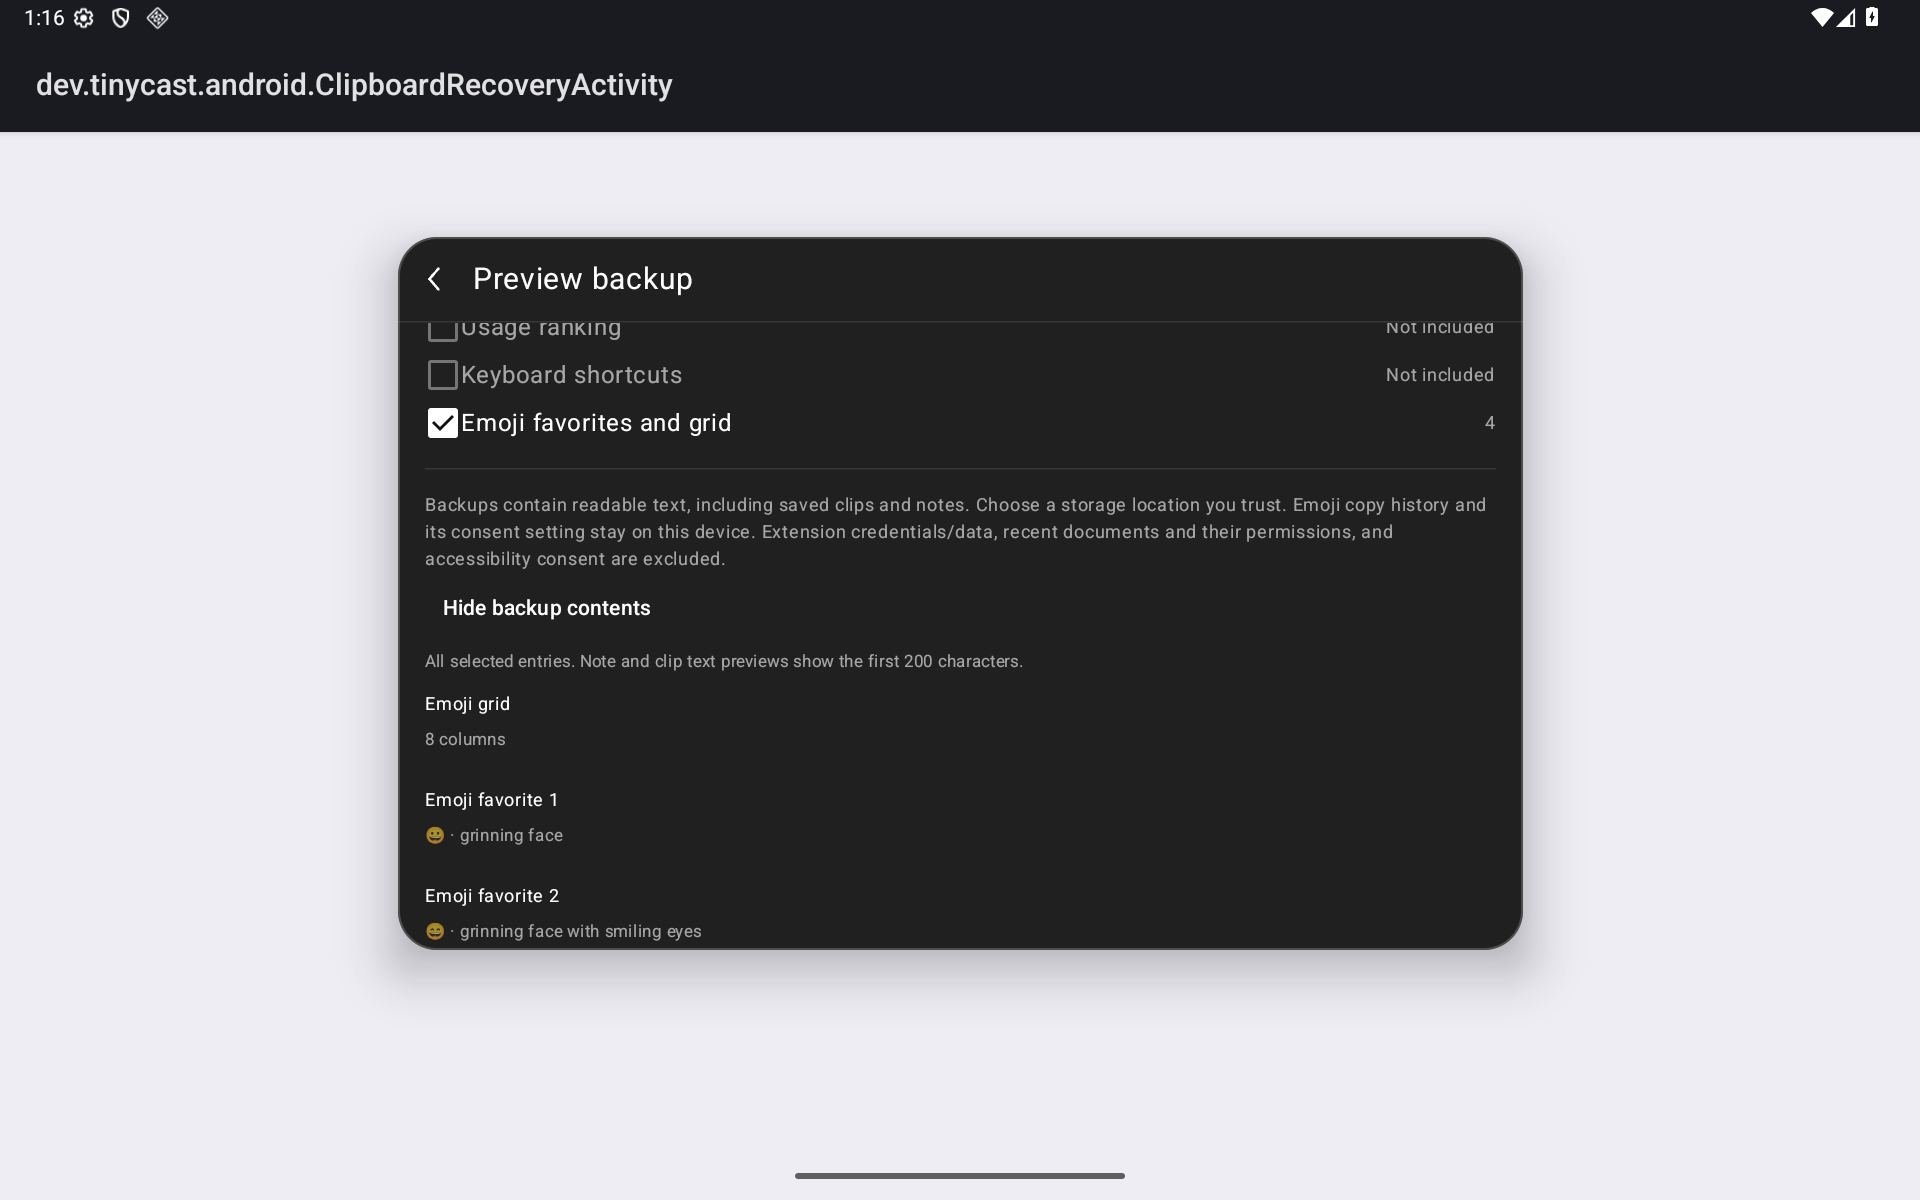 1:16
dev.tinycast.android.ClipboardRecoveryActivity
Preview backup
Usage ranking Not included
Keyboard shortcuts Not included
Emoji favorites and grid 4
Backups contain readable text, including saved clips and notes. Choose a storage location you trust. Emoji copy history and
its consent setting stay on this device. Extension credentials/data, recent documents and their permissions, and
accessibility consent are excluded.
Hide backup contents
All selected entries. Note and clip text previews show the first 200 characters.
Emoji grid
8 columns
Emoji favorite 1
😀 · grinning face
Emoji favorite 2
😄 · grinning face with smiling eyes